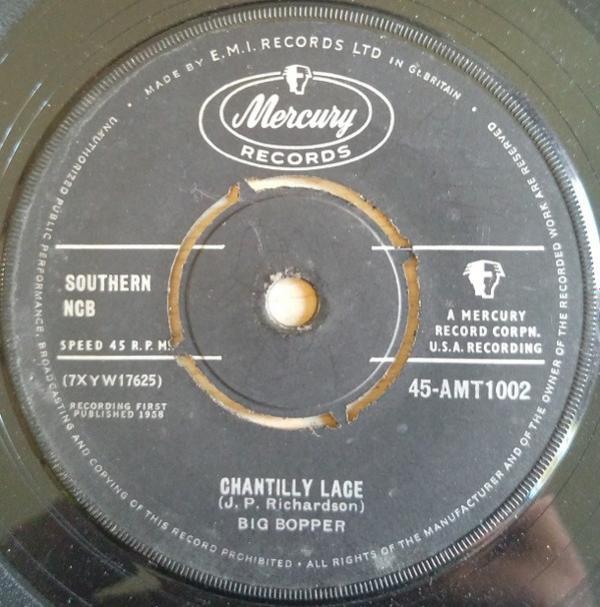 MADE BY E.M.I. RECORDS LTD IN GT. BRITAIN •
UNAUTHORIZED PUBLIC PERFORMANCE, BROADCASTING AND COPYING OF THIS RECORD PROHIBITED • ALL RIGHTS OF THE MANUFACTURER AND OF THE OWNER OF THE RECORDED WORK ARE RESERVED •
Mercury
RECORDS
SOUTHERN
NCB
SPEED 45 R.P.M.
(7XYW17625)
RECORDING FIRST
PUBLISHED 1958
A MERCURY
RECORD CORPN.
U.S.A. RECORDING
45-AMT1002
CHANTILLY LACE
(J. P. Richardson)
BIG BOPPER